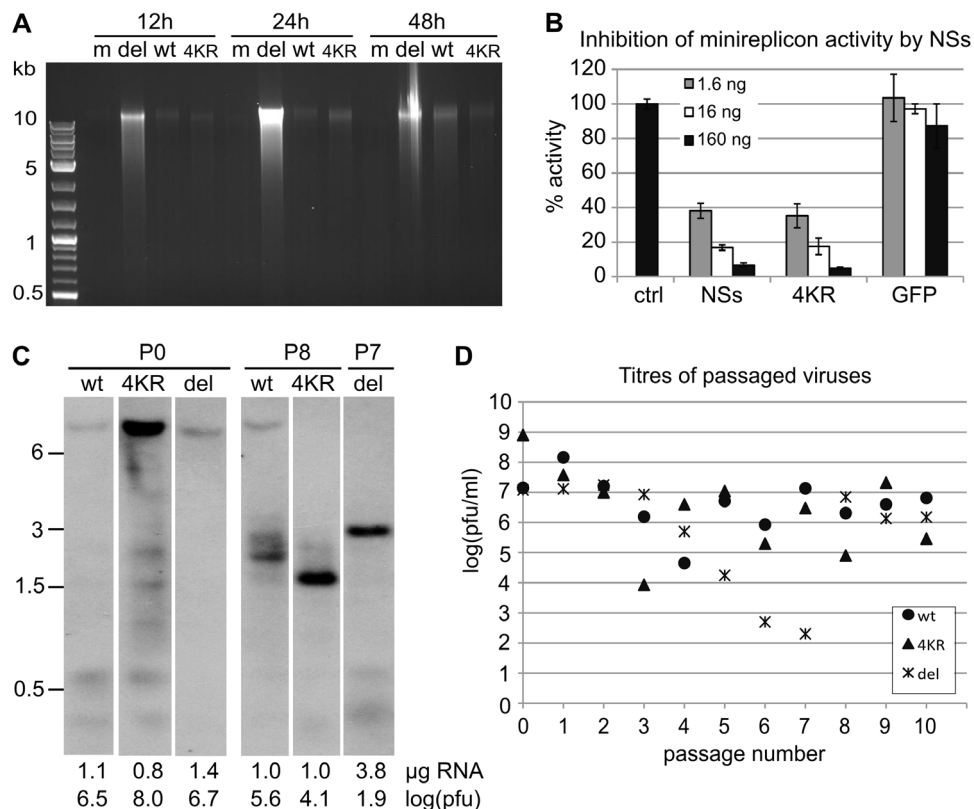 A
12h 24h 48h
m del wt 4KR m del wt 4KR m del wt 4KR
kb
10
5
1
0.5
B
Inhibition of minireplicon activity by NSs
% activity
120
100
80
60
40
20
0
1.6 ng
16 ng
160 ng
ctrl NSs 4KR GFP
C
P0 P8 P7
wt 4KR del wt 4KR del
6
3
1.5
0.5
1.1 0.8 1.4 1.0 1.0 3.8 µg RNA
6.5 8.0 6.7 5.6 4.1 1.9 log(pfu)
D
Titres of passaged viruses
log(pfu/ml)
10
9
8
7
6
5
4
3
2
1
0
wt
4KR
del
0 1 2 3 4 5 6 7 8 9 10
passage number